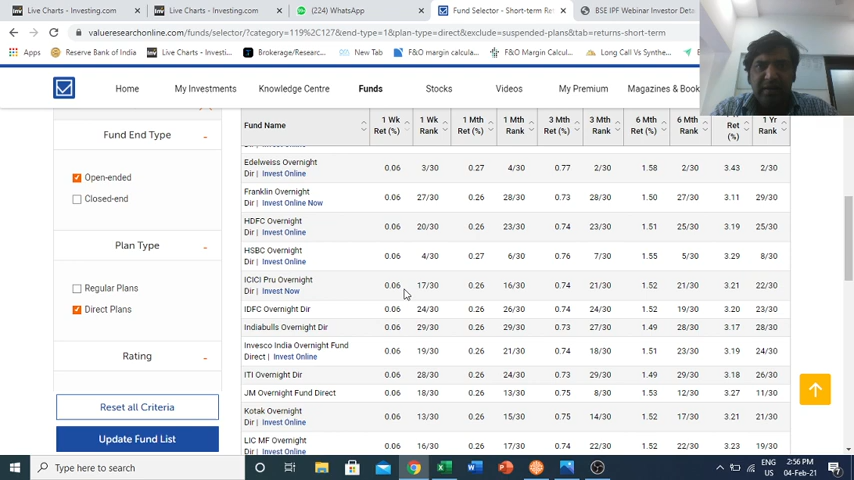 Live Charts - Investing.com
Live Charts - Investing.com
(224) WhatsApp
Fund Selector - Short-term Re
BSE IPF Webinar Investor Deta
valueresearchonline.com/funds/selector/?category=119%2C127&end-type=1&plan-type=direct&exclude=suspended-plans&tab=returns-short-term
Apps
Reserve Bank of India
Live Charts - Investi...
Brokerage/Researc...
New Tab
F&O margin calcula...
F&O Margin Calcul...
Long Call Vs Synthe...
Home
My Investments
Knowledge Centre
Funds
Stocks
Videos
My Premium
Magazines & Book
Fund End Type
Open-ended
Closed-end
Plan Type
Regular Plans
Direct Plans
Rating
Reset all Criteria
Update Fund List
Fund Name 1 Wk Ret (%) 1 Wk Rank 1 Mth Ret (%) 1 Mth Rank 3 Mth Ret (%) 3 Mth Rank 6 Mth Ret (%) 6 Mth Rank Ret (%) 1 Yr Rank
Edelweiss Overnight 0.06 3/30 0.27 4/30 0.77 2/30 1.58 2/30 3.43 2/30
Dir | Invest Online
Franklin Overnight 0.06 27/30 0.26 28/30 0.73 28/30 1.50 27/30 3.11 29/30
Dir | Invest Online Now
HDFC Overnight 0.06 20/30 0.26 23/30 0.74 23/30 1.51 25/30 3.19 25/30
Dir | Invest Online
HSBC Overnight 0.06 4/30 0.27 6/30 0.76 7/30 1.55 5/30 3.29 8/30
Dir | Invest Online
ICICI Pru Overnight 0.06 17/30 0.26 16/30 0.74 21/30 1.52 21/30 3.21 22/30
Dir | Invest Now
IDFC Overnight Dir 0.06 24/30 0.26 26/30 0.74 24/30 1.52 19/30 3.20 23/30
Indiabulls Overnight Dir 0.06 29/30 0.26 29/30 0.73 27/30 1.49 28/30 3.17 28/30
Invesco India Overnight Fund 0.06 19/30 0.26 21/30 0.74 18/30 1.51 23/30 3.19 24/30
Direct | Invest Online
ITI Overnight Dir 0.06 28/30 0.26 24/30 0.73 29/30 1.49 29/30 3.18 26/30
JM Overnight Fund Direct 0.06 18/30 0.26 13/30 0.75 8/30 1.53 12/30 3.27 11/30
Kotak Overnight 0.06 13/30 0.26 15/30 0.75 14/30 1.52 17/30 3.21 21/30
Dir | Invest Online
LIC MF Overnight 0.06 16/30 0.26 17/30 0.74 22/30 1.52 22/30 3.23 19/30
Type here to search
ENG
US
2:56 PM
04-Feb-21